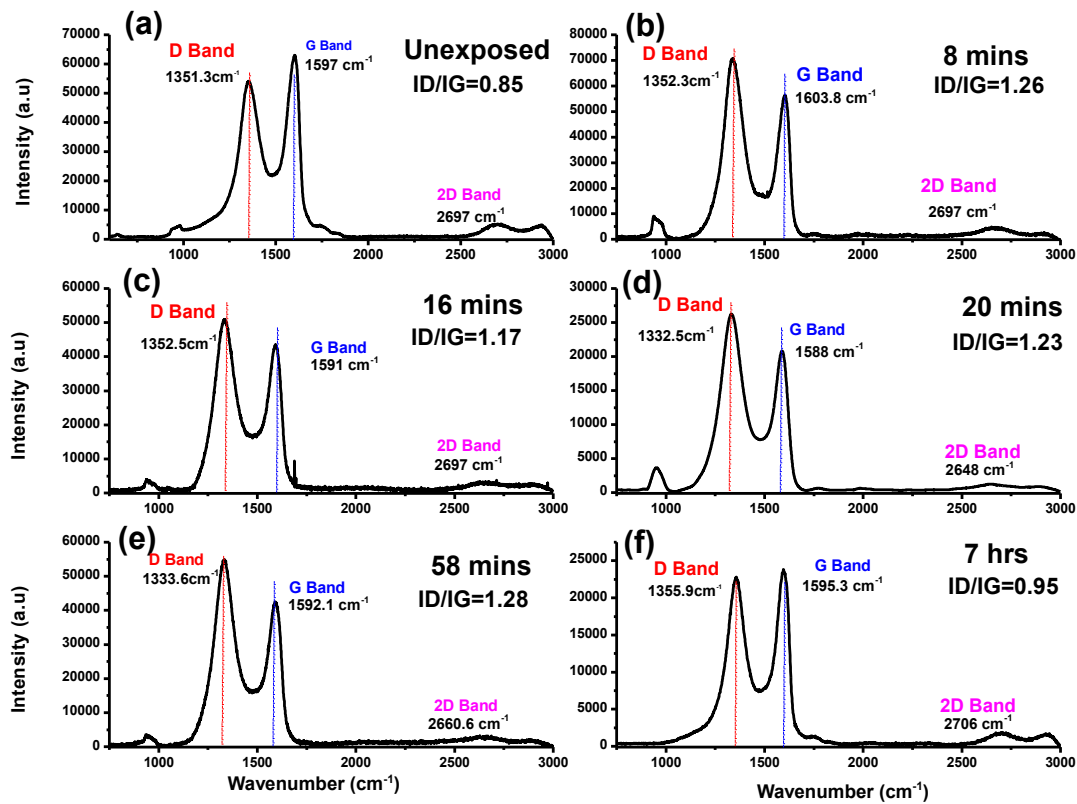 (a)
Unexposed
ID/IG=0.85
D Band
1351.3cm-1
G Band
1597 cm-1
2D Band
2697 cm-1
Intensity (a.u)
70000
60000
50000
40000
30000
20000
10000
0
1000
1500
2000
2500
3000
(b)
8 mins
ID/IG=1.26
D Band
1352.3cm-1
G Band
1603.8 cm-1
2D Band
2697 cm-1
80000
70000
60000
50000
40000
30000
20000
10000
0
1000
1500
2000
2500
3000
(c)
16 mins
ID/IG=1.17
D Band
1352.5cm-1
G Band
1591 cm-1
2D Band
2697 cm-1
Intensity (a.u)
60000
50000
40000
30000
20000
10000
0
1000
1500
2000
2500
3000
(d)
20 mins
ID/IG=1.23
D Band
1332.5cm-1
G Band
1588 cm-1
2D Band
2648 cm-1
30000
25000
20000
15000
10000
5000
0
1000
1500
2000
2500
3000
(e)
58 mins
ID/IG=1.28
D Band
1333.6cm-1
G Band
1592.1 cm-1
2D Band
2660.6 cm-1
Intensity (a.u)
60000
50000
40000
30000
20000
10000
0
1000
1500
2000
2500
3000
Wavenumber (cm-1)
(f)
7 hrs
ID/IG=0.95
D Band
1355.9cm-1
G Band
1595.3 cm-1
2D Band
2706 cm-1
25000
20000
15000
10000
5000
0
1000
1500
2000
2500
3000
Wavenumber (cm-1)